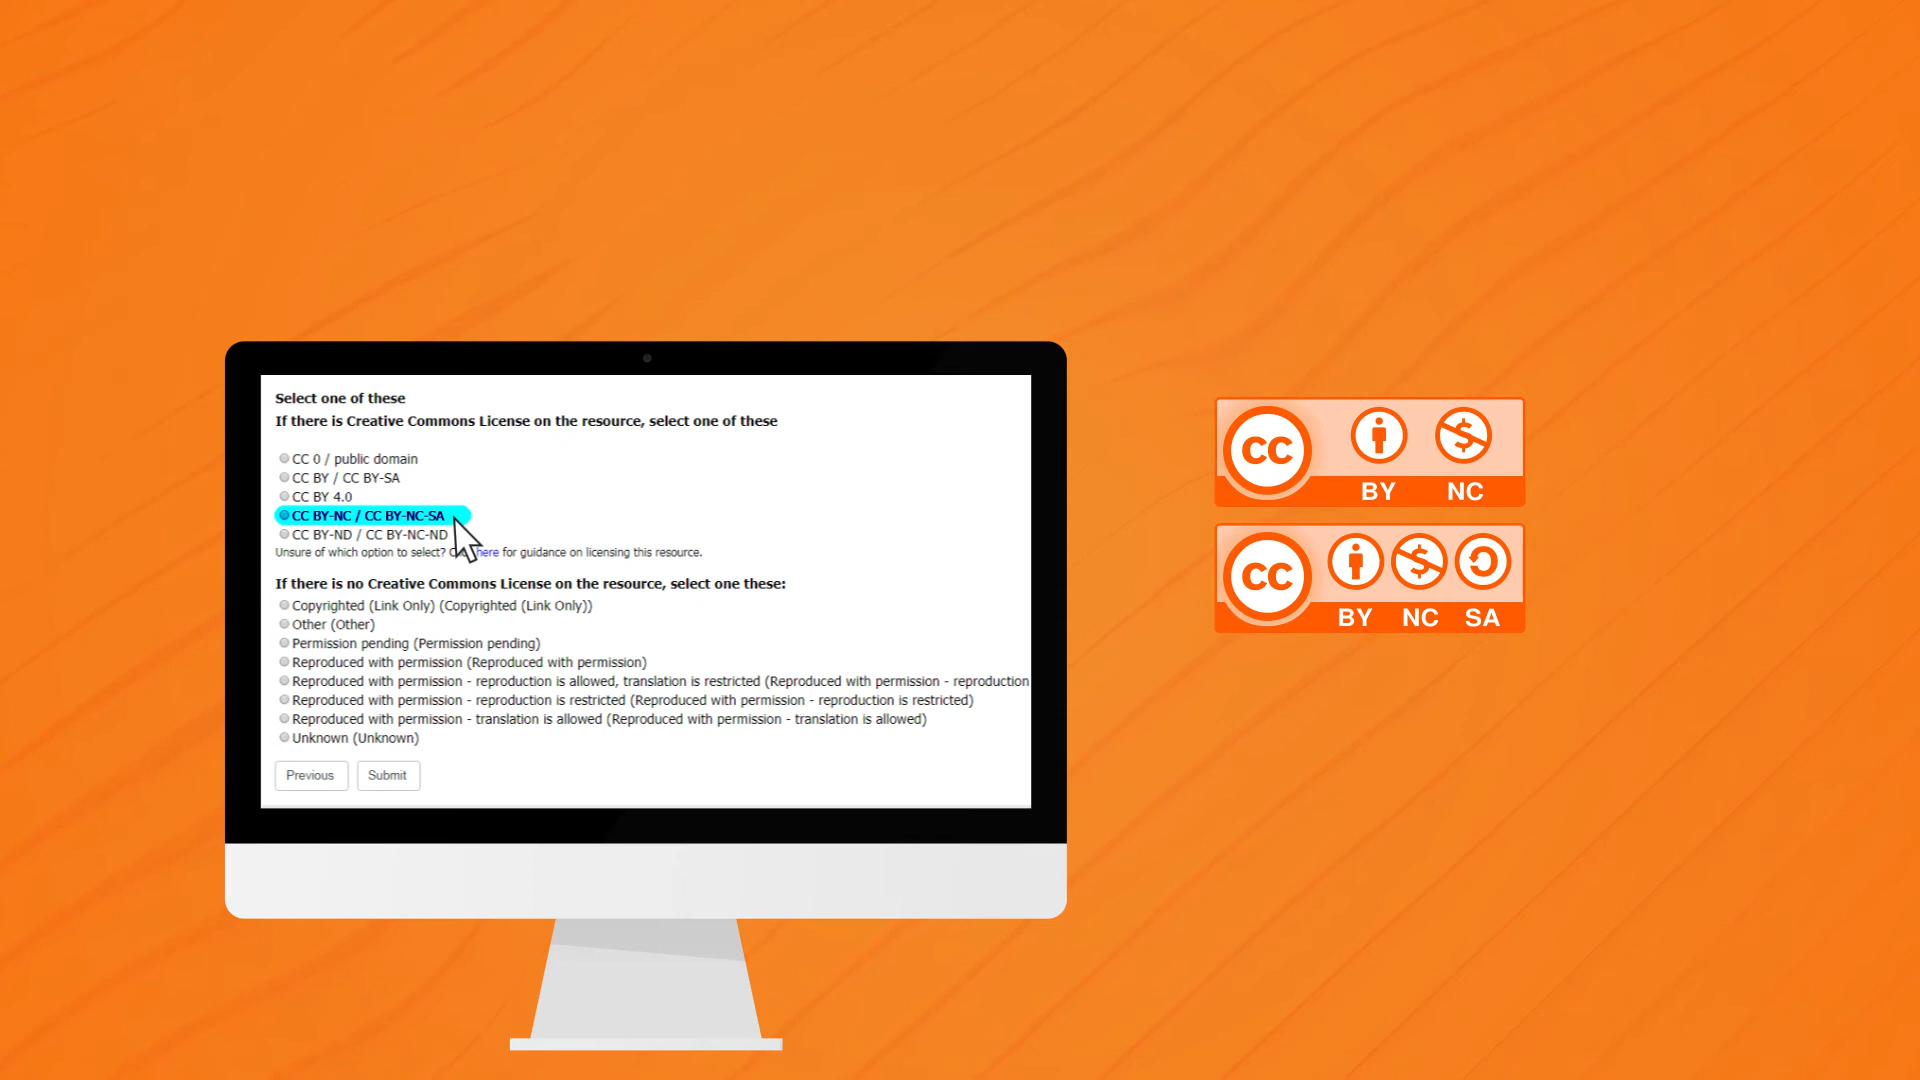 Select one of these
If there is Creative Commons License on the resource, select one of these
CC 0 / public domain
CC BY / CC BY-SA
CC BY 4.0
CC BY-NC / CC BY-NC-SA
CC BY-ND / CC BY-NC-ND
Unsure of which option to select? here for guidance on licensing this resource.
If there is no Creative Commons License on the resource, select one these:
Copyrighted (Link Only) (Copyrighted (Link Only))
Other (Other)
Permission pending (Permission pending)
Reproduced with permission (Reproduced with permission)
Reproduced with permission - reproduction is allowed, translation is restricted (Reproduced with permission - reproduction
Reproduced with permission - reproduction is restricted (Reproduced with permission - reproduction is restricted)
Reproduced with permission - translation is allowed (Reproduced with permission - translation is allowed)
Unknown (Unknown)
Previous Submit
CC
BY NC
CC
BY NC SA